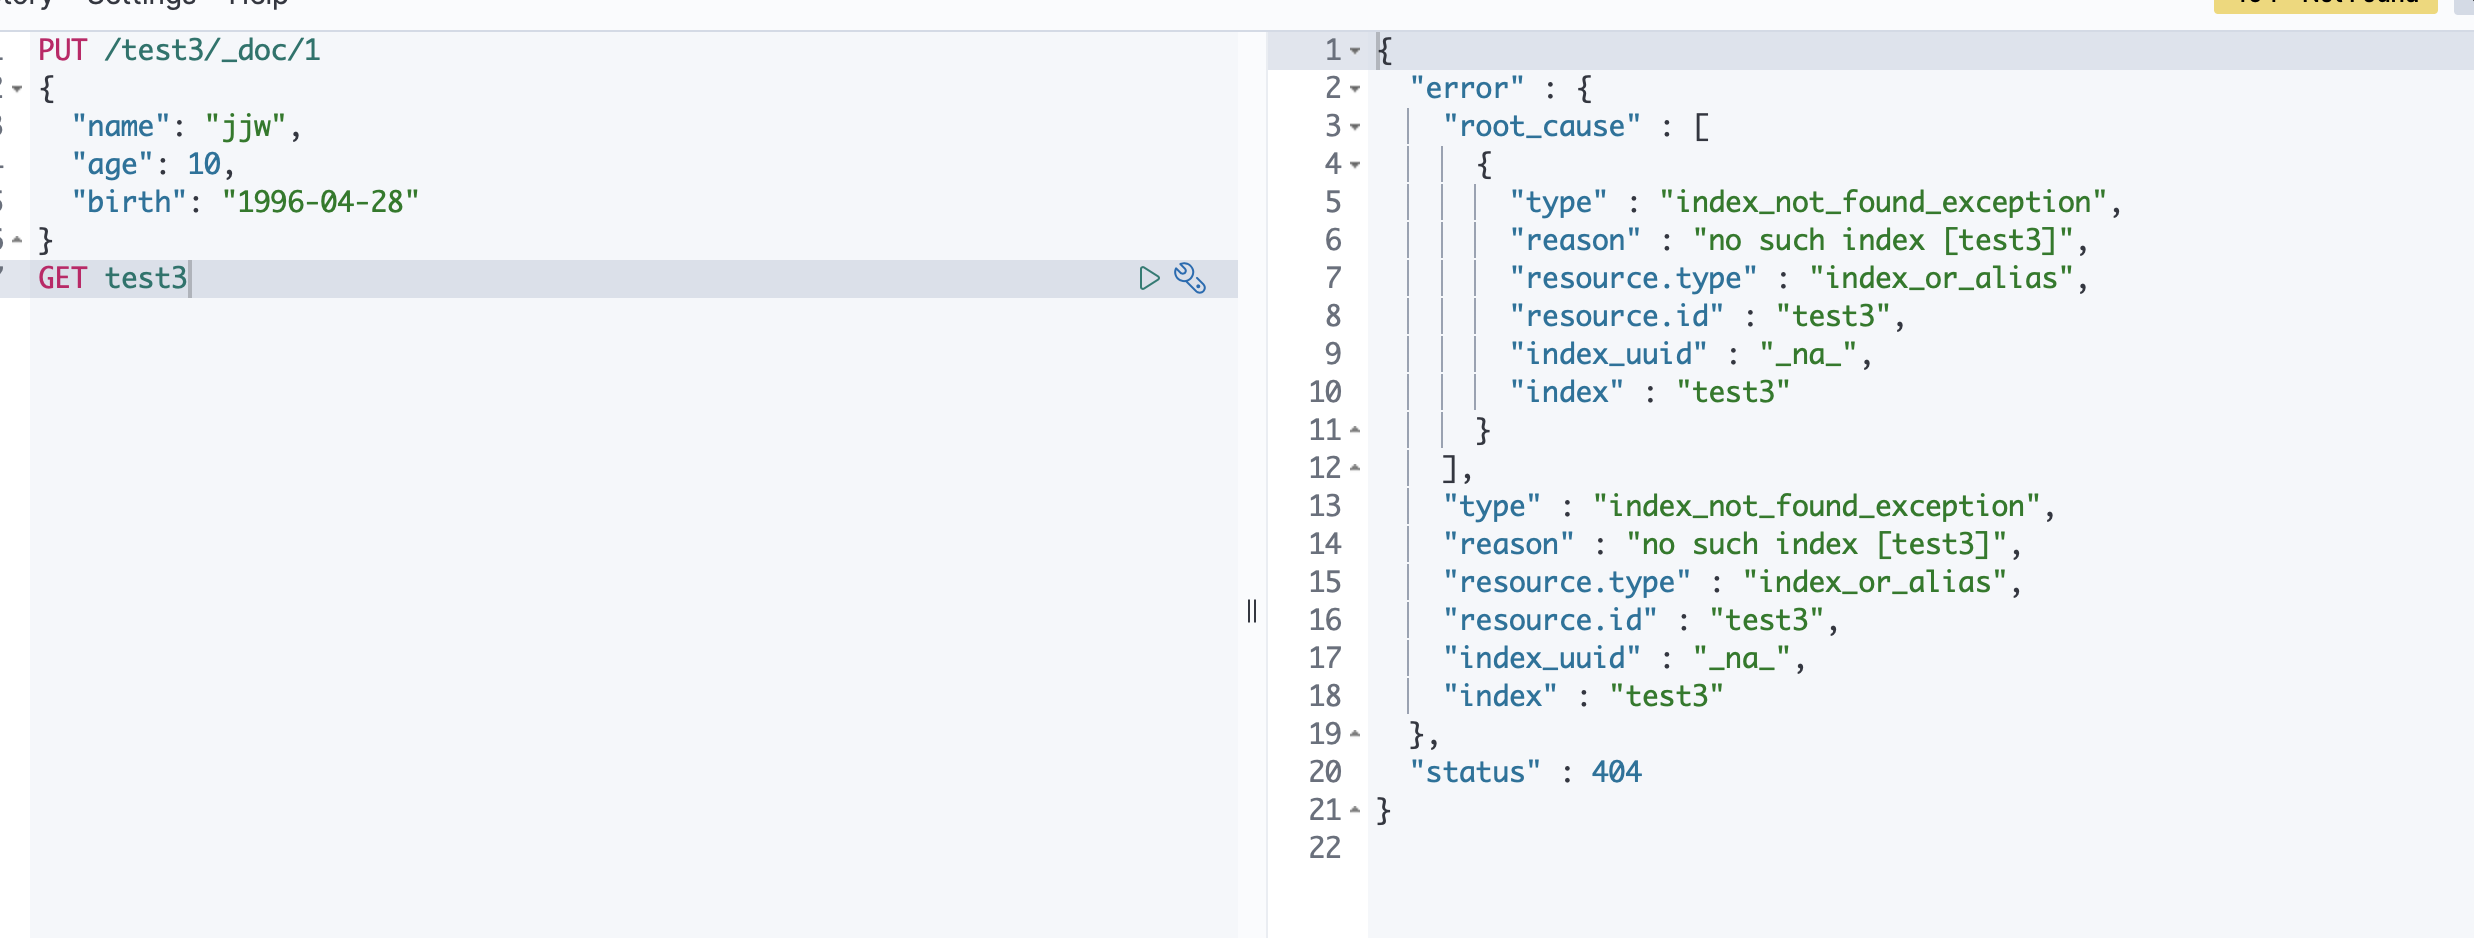 Settings Help
PUT /test3/_doc/1
{
"name": "jjw",
"age": 10,
"birth": "1996-04-28"
}
GET test3
1 {
2 "error" : {
3 "root_cause" : [
4 {
5 "type" : "index_not_found_exception",
6 "reason" : "no such index [test3]",
7 "resource.type" : "index_or_alias",
8 "resource.id" : "test3",
9 "index_uuid" : "_na_",
10 "index" : "test3"
11 }
12 ],
13 "type" : "index_not_found_exception",
14 "reason" : "no such index [test3]",
15 "resource.type" : "index_or_alias",
16 "resource.id" : "test3",
17 "index_uuid" : "_na_",
18 "index" : "test3"
19 },
20 "status" : 404
21 }
22